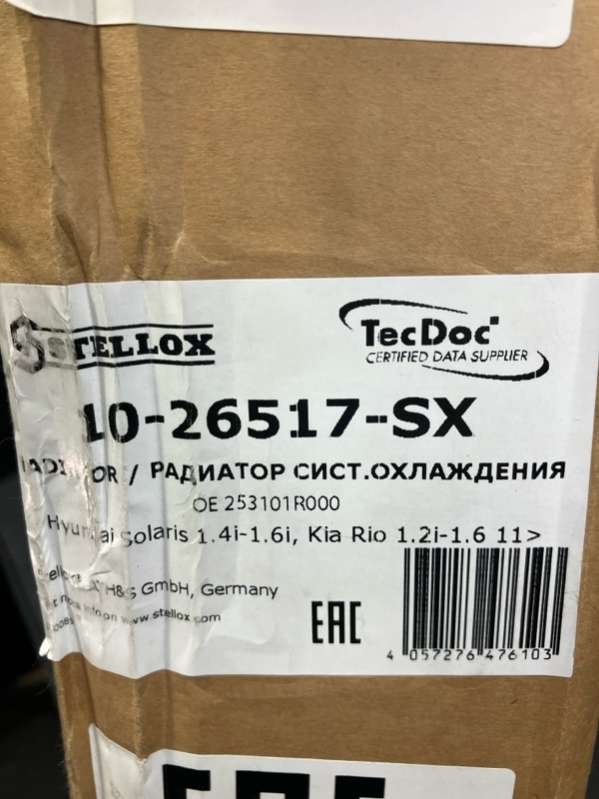 STELLOX
TecDoc
CERTIFIED DATA SUPPLIER
10-26517-SX
/ РАДИАТОР СИСТ.ОХЛАЖДЕНИЯ
OE 253101R000
Solaris 1.4i-1.6i, Kia Rio 1.2i-1.6 11>
GmbH, Germany
on www.stellox.com
EAC
4 057276 476103